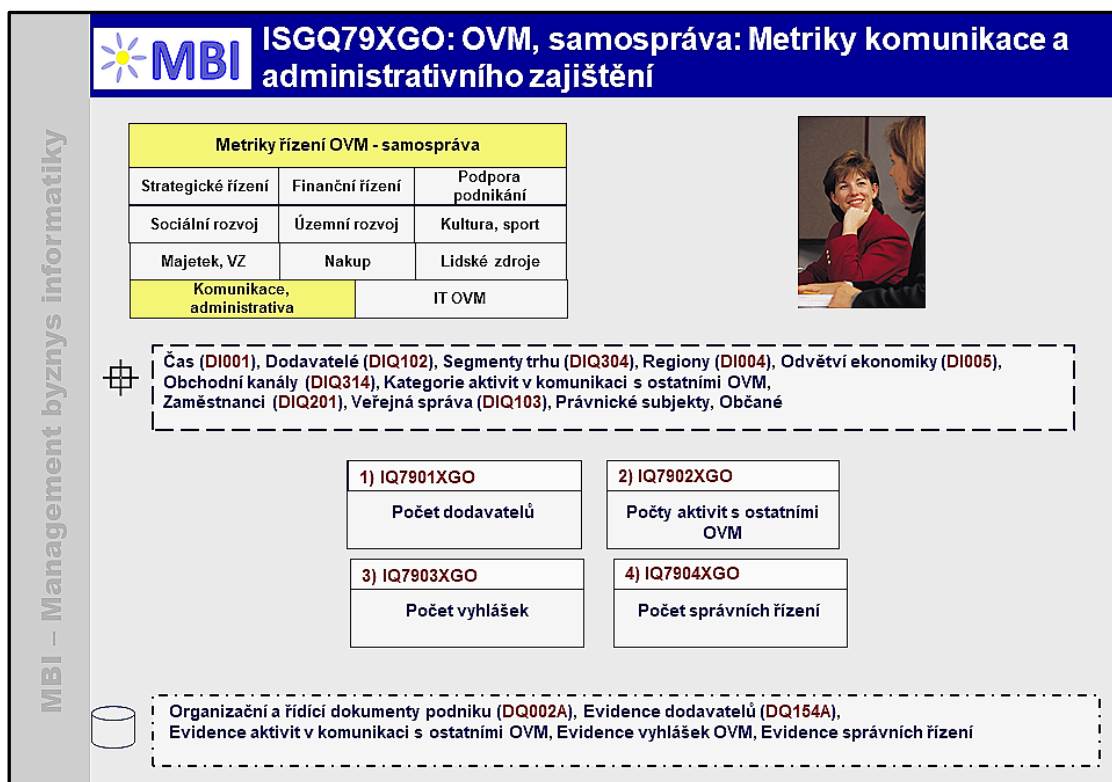 MBI
ISGQ79XGO: OVM, samospráva: Metriky komunikace a
administrativního zajištění
MBI – Management byznys informatiky
Metriky řízení OVM - samospráva
Strategické řízení
Finanční řízení
Podpora
podnikání
Sociální rozvoj
Územní rozvoj
Kultura, sport
Majetek, VZ
Nakup
Lidské zdroje
Komunikace,
administrativa
IT OVM
Čas (DI001), Dodavatelé (DIQ102), Segmenty trhu (DIQ304), Regiony (DI004), Odvětví ekonomiky (DI005),
Obchodní kanály (DIQ314), Kategorie aktivit v komunikaci s ostatními OVM,
Zaměstnanci (DIQ201), Veřejná správa (DIQ103), Právnické subjekty, Občané
1) IQ7901XGO
Počet dodavatelů
2) IQ7902XGO
Počty aktivit s ostatními
OVM
3) IQ7903XGO
Počet vyhlášek
4) IQ7904XGO
Počet správních řízení
Organizační a řídící dokumenty podniku (DQ002A), Evidence dodavatelů (DQ154A),
Evidence aktivit v komunikaci s ostatními OVM, Evidence vyhlášek OVM, Evidence správních řízení